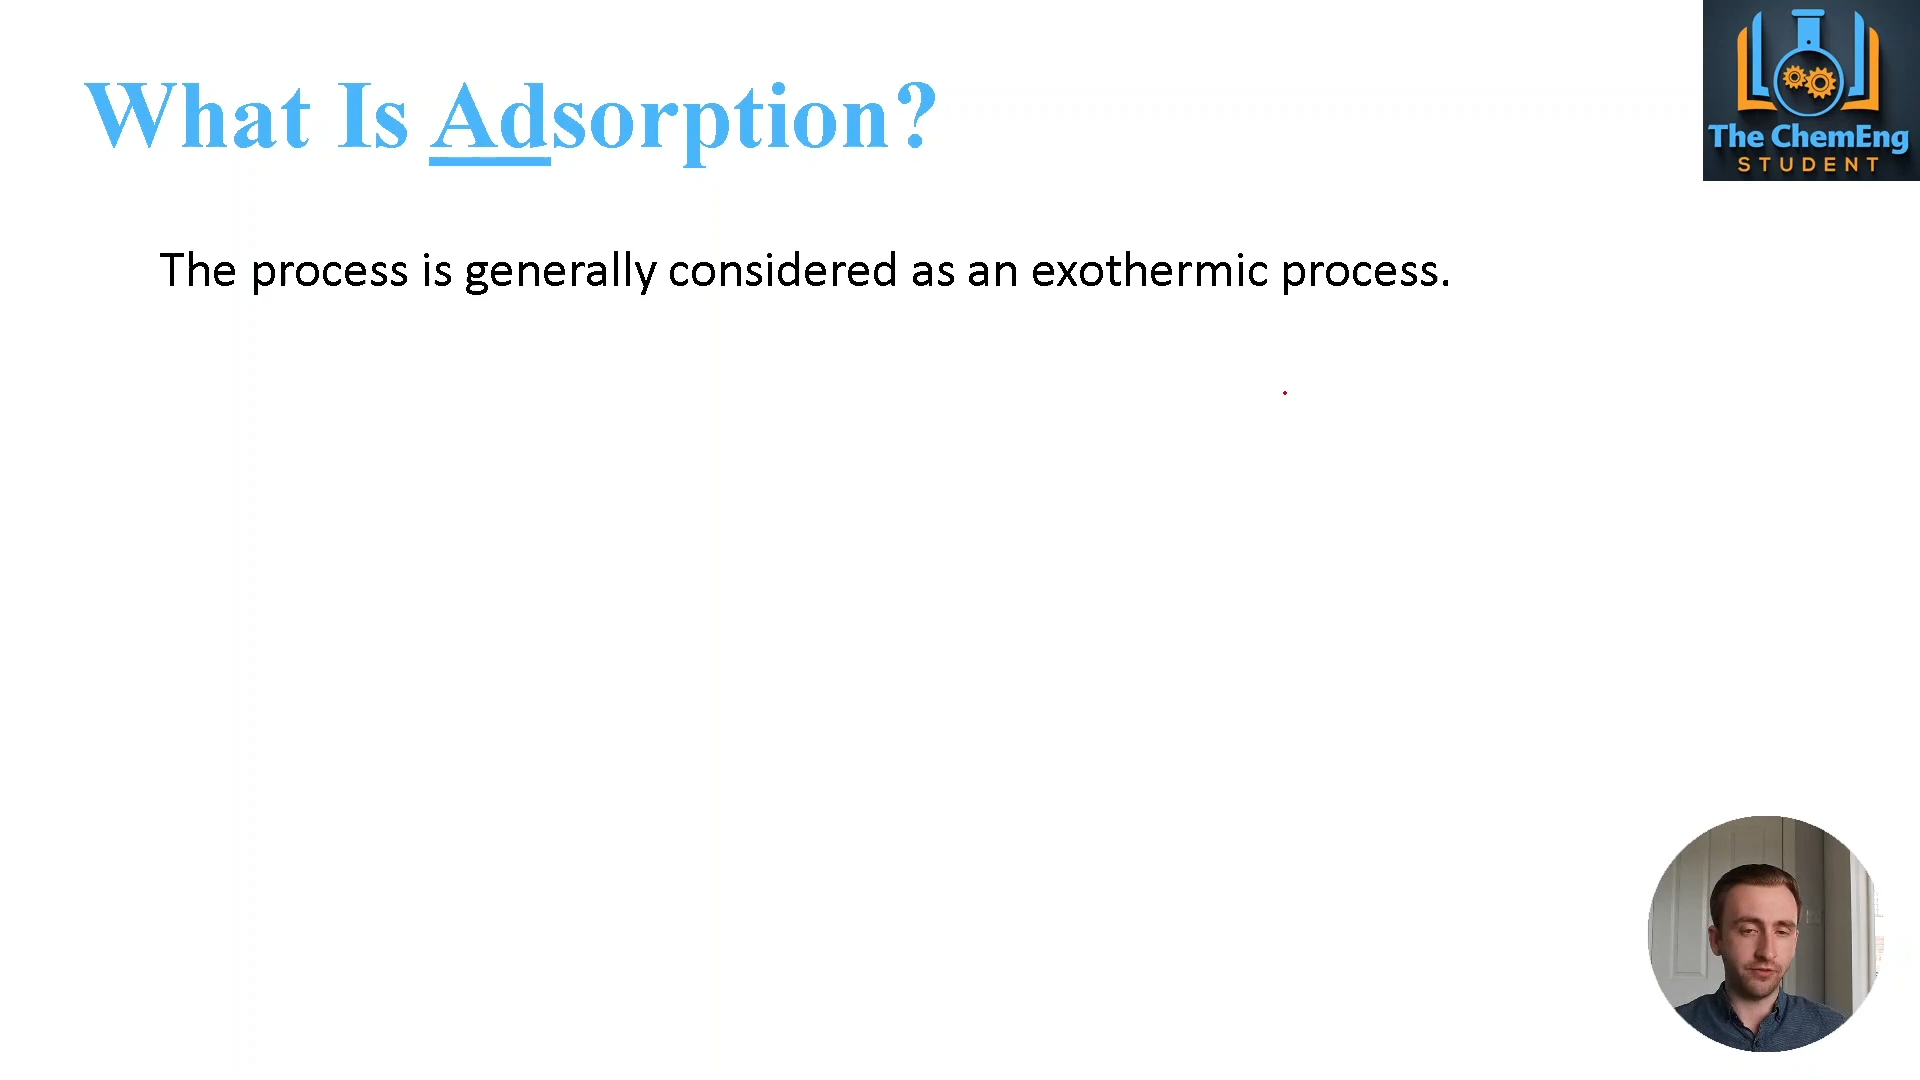 What Is Adsorption?
The ChemEng
STUDENT
The process is generally considered as an exothermic process.